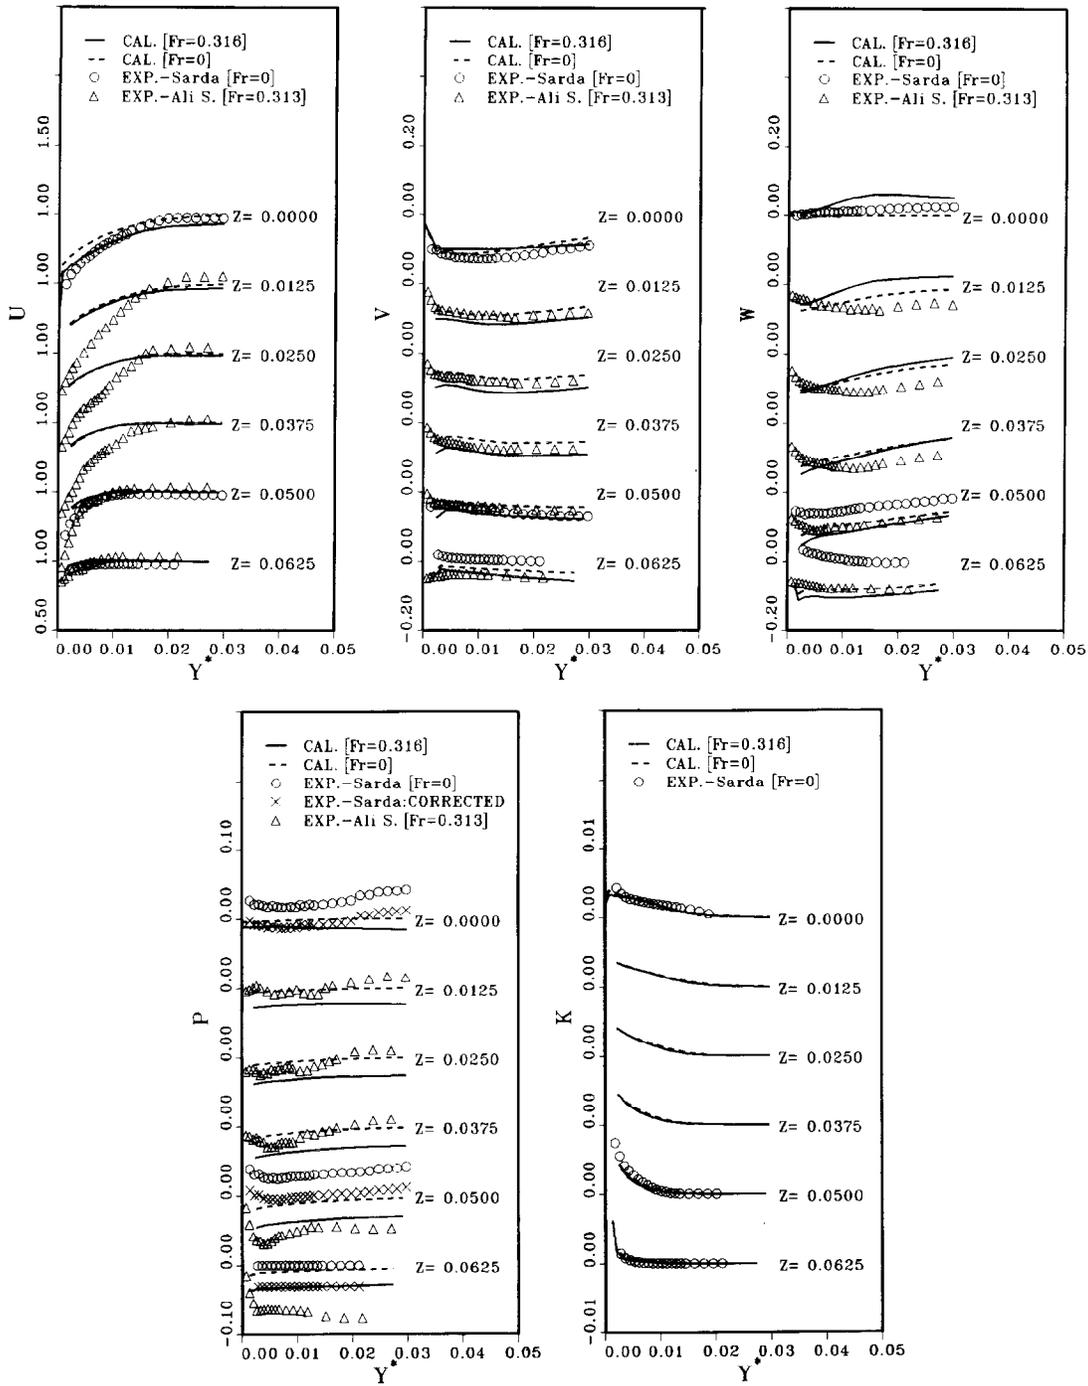 CAL. [Fr=0.316]
CAL. [Fr=0]
EXP.-Sarda [Fr=0]
EXP.-Ali S. [Fr=0.313]
1.50
1.00
1.00
1.00
1.00
1.00
1.00
0.50
U
Z= 0.0000
Z= 0.0125
Z= 0.0250
Z= 0.0375
Z= 0.0500
Z= 0.0625
0.00 0.01 0.02 0.03 0.04 0.05
Y*
CAL. [Fr=0.316]
CAL. [Fr=0]
EXP.-Sarda [Fr=0]
EXP.-Ali S. [Fr=0.313]
0.20
0.00
0.00
0.00
0.00
0.00
0.00
-0.20
V
Z= 0.0000
Z= 0.0125
Z= 0.0250
Z= 0.0375
Z= 0.0500
Z= 0.0625
0.00 0.01 0.02 0.03 0.04 0.05
Y*
CAL. [Fr=0.316]
CAL. [Fr=0]
EXP.-Sarda [Fr=0]
EXP.-Ali S. [Fr=0.313]
0.20
0.00
0.00
0.00
0.00
0.00
0.00
-0.20
W
Z= 0.0000
Z= 0.0125
Z= 0.0250
Z= 0.0375
Z= 0.0500
Z= 0.0625
0.00 0.01 0.02 0.03 0.04 0.05
Y*
CAL. [Fr=0.316]
CAL. [Fr=0]
EXP.-Sarda [Fr=0]
EXP.-Sarda:CORRECTED
EXP.-Ali S. [Fr=0.313]
0.10
0.00
0.00
0.00
0.00
0.00
0.00
-0.10
P
Z= 0.0000
Z= 0.0125
Z= 0.0250
Z= 0.0375
Z= 0.0500
Z= 0.0625
0.00 0.01 0.02 0.03 0.04 0.05
Y*
CAL. [Fr=0.316]
CAL. [Fr=0]
EXP.-Sarda [Fr=0]
0.01
0.00
0.00
0.00
0.00
0.00
0.00
-0.01
K
Z= 0.0000
Z= 0.0125
Z= 0.0250
Z= 0.0375
Z= 0.0500
Z= 0.0625
0.00 0.01 0.02 0.03 0.04 0.05
Y*